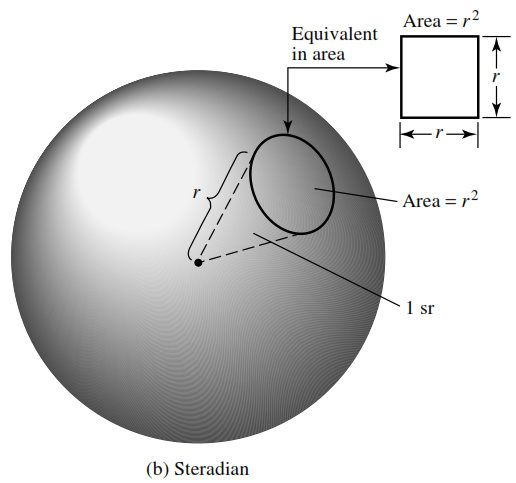 Area = r²
Equivalent
in area
r
r
r
Area = r²
1 sr
(b) Steradian